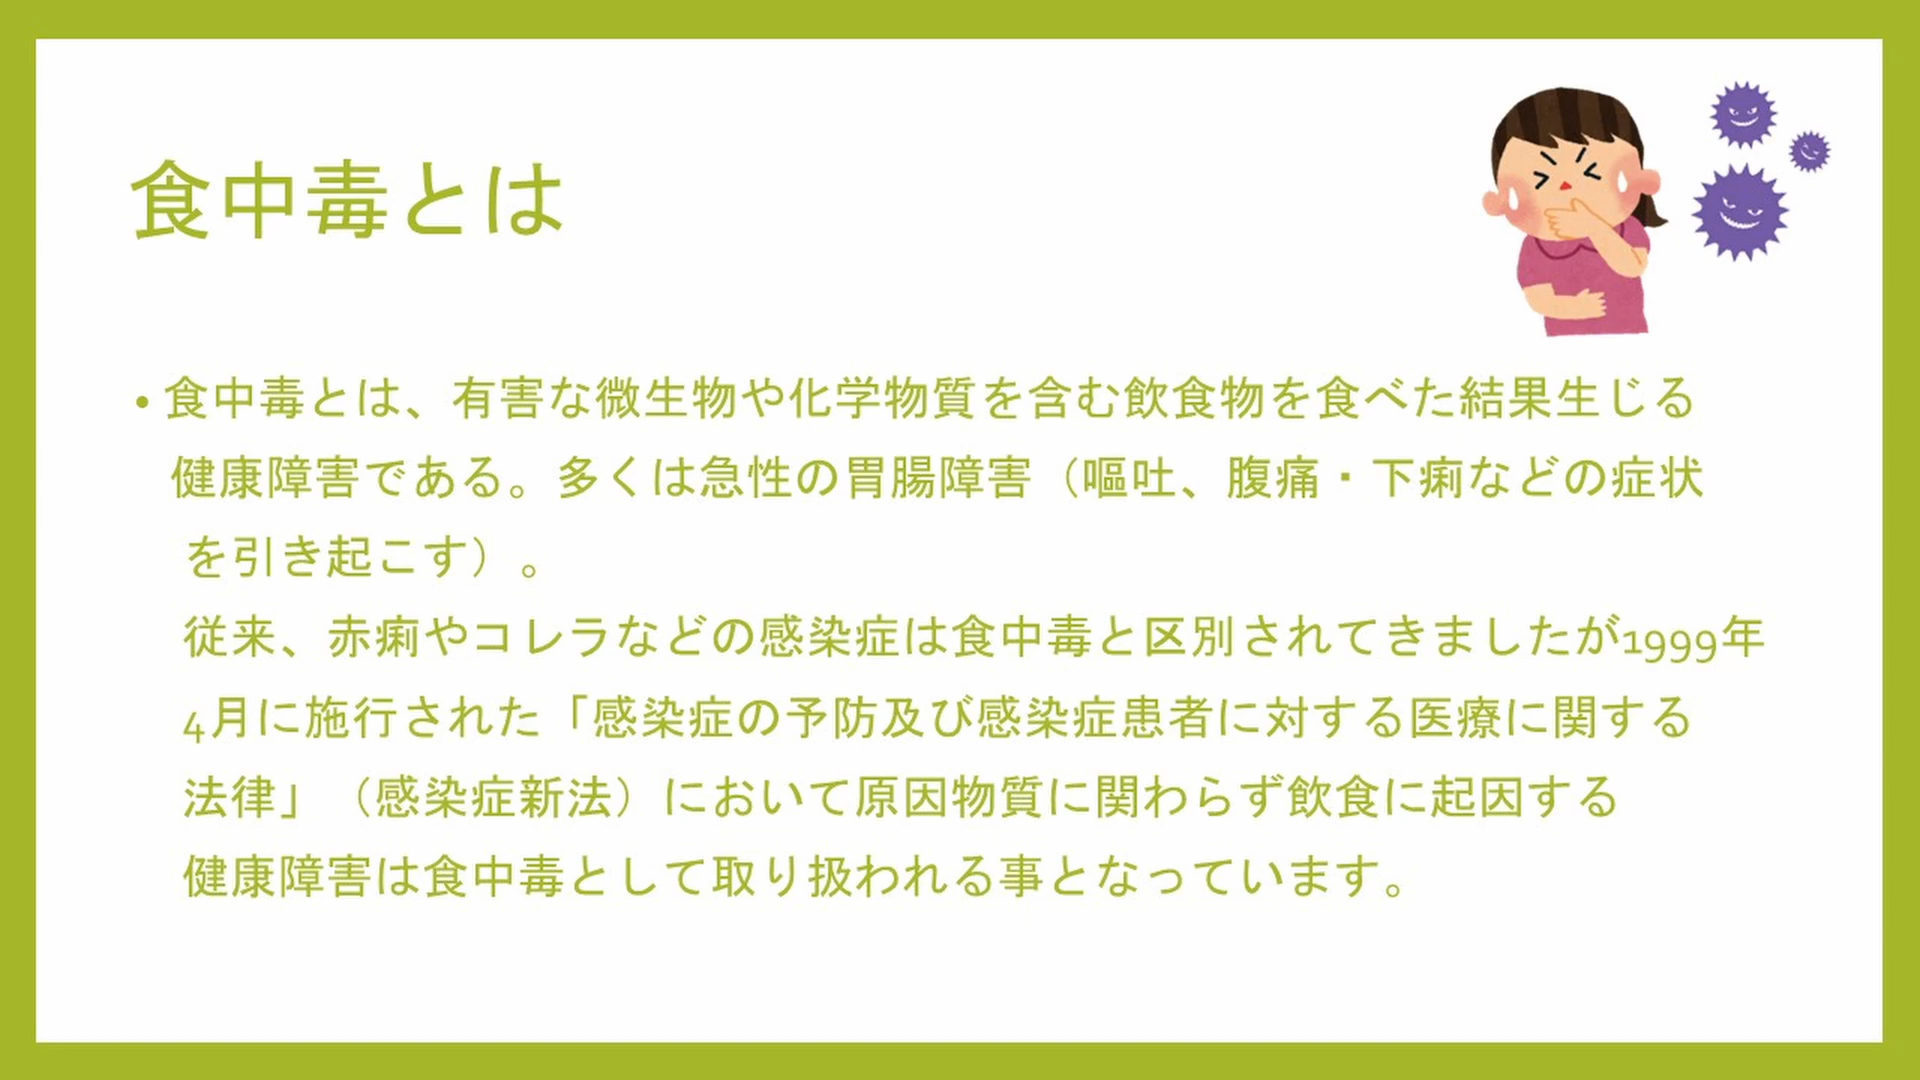 食中毒とは
• 食中毒とは、有害な微生物や化学物質を含む飲食物を食べた結果生じる
健康障害である。多くは急性の胃腸障害（嘔吐、腹痛・下痢などの症状
を引き起こす）。
従来、赤痢やコレラなどの感染症は食中毒と区別されてきましたが1999年
4月に施行された「感染症の予防及び感染症患者に対する医療に関する
法律」（感染症新法）において原因物質に関わらず飲食に起因する
健康障害は食中毒として取り扱われる事となっています。